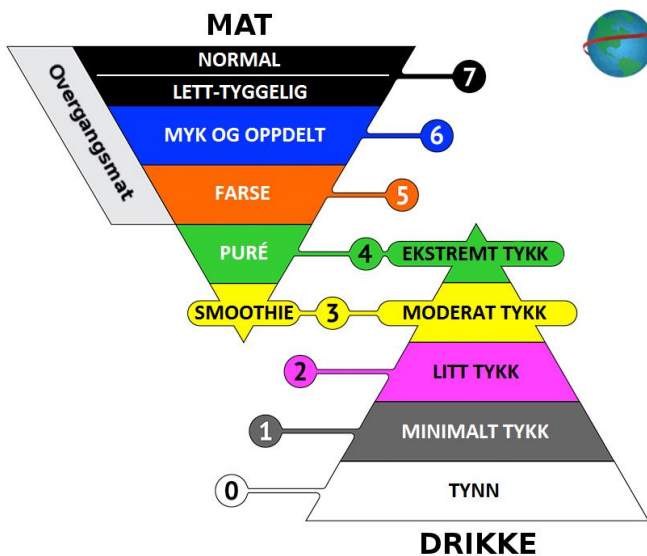 MAT
NORMAL
7
LETT-TYGGELIG
Overgangsmat
MYK OG OPPDELT
6
FARSE
5
PURÉ
4
EKSTREMT TYKK
SMOOTHIE
3
MODERAT TYKK
2
LITT TYKK
1
MINIMALT TYKK
0
TYNN
DRIKKE